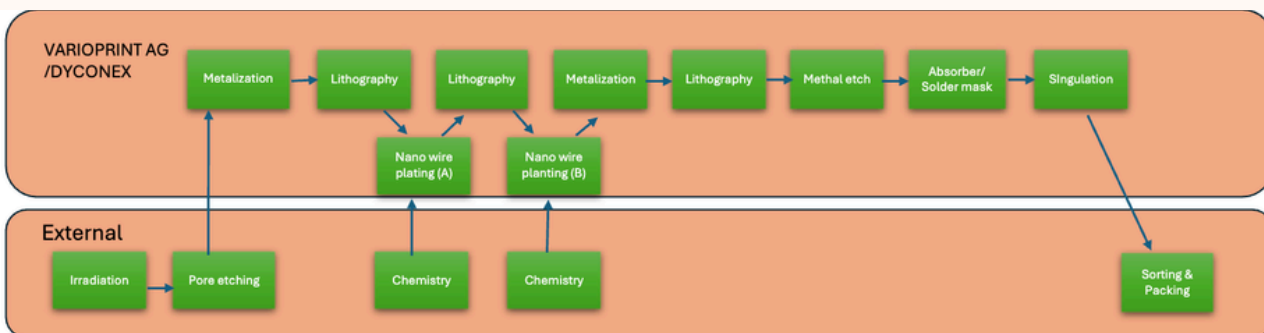 VARIOPRINT AG
/DYCONEX
Metalization
Lithography
Lithography
Metalization
Lithography
Methal etch
Absorber/
Solder mask
SIngulation
Nano wire
plating (A)
Nano wire
planting (B)
External
Irradiation
Pore etching
Chemistry
Chemistry
Sorting &
Packing